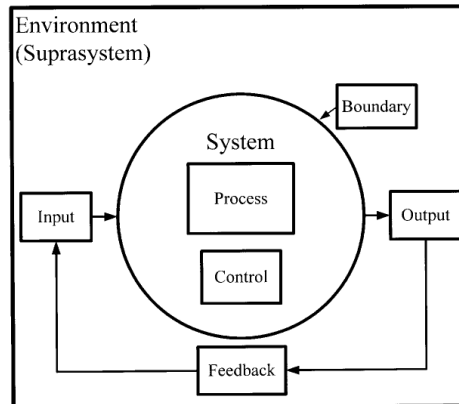 Environment
(Suprasystem)
Boundary
System
Process
Input
Output
Control
Feedback